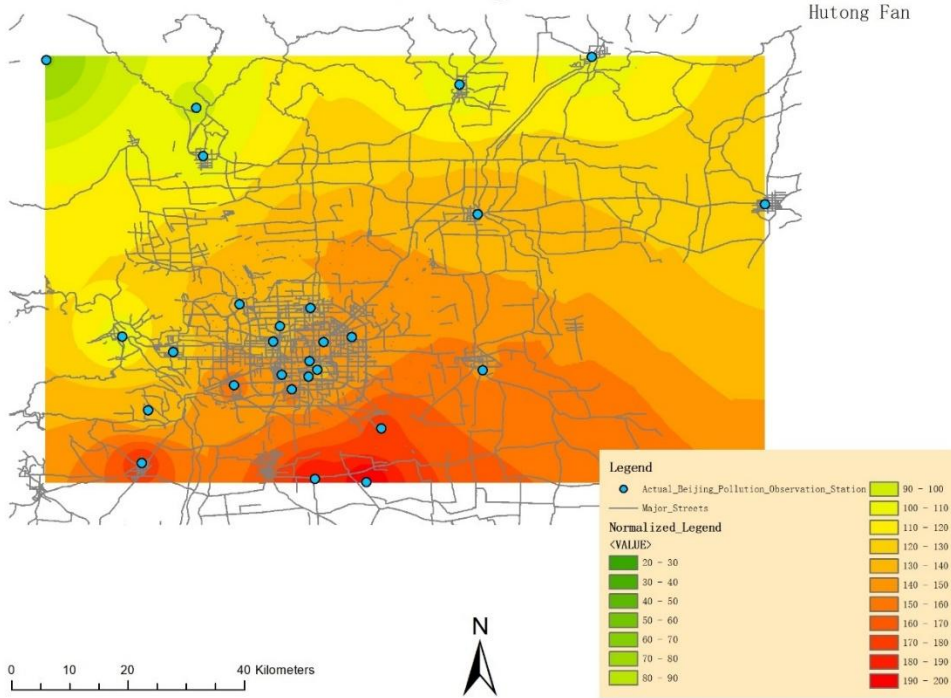 Hutong Fan
Legend
Actual_Beijing_Pollution_Observation_Station
Major_Streets
Normalized_Legend
<VALUE>
20 - 30
30 - 40
40 - 50
50 - 60
60 - 70
70 - 80
80 - 90
90 - 100
100 - 110
110 - 120
120 - 130
130 - 140
140 - 150
150 - 160
160 - 170
170 - 180
180 - 190
190 - 200
N
0 10 20 40 Kilometers